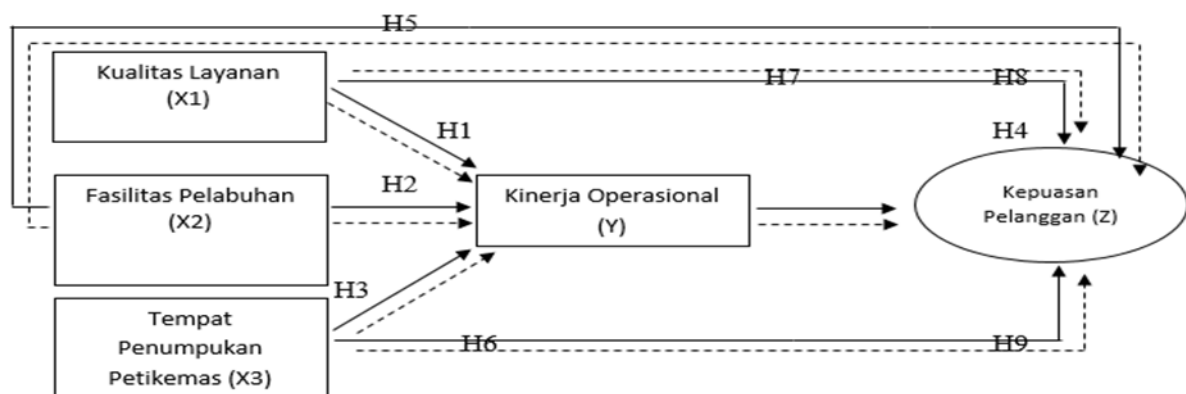 H5
Kualitas Layanan
(X1)
H7
H8
H1
H4
H2
Fasilitas Pelabuhan
(X2)
Kinerja Operasional
(Y)
Kepuasan
Pelanggan (Z)
H3
Tempat
Penumpukan
Petikemas (X3)
H6
H9